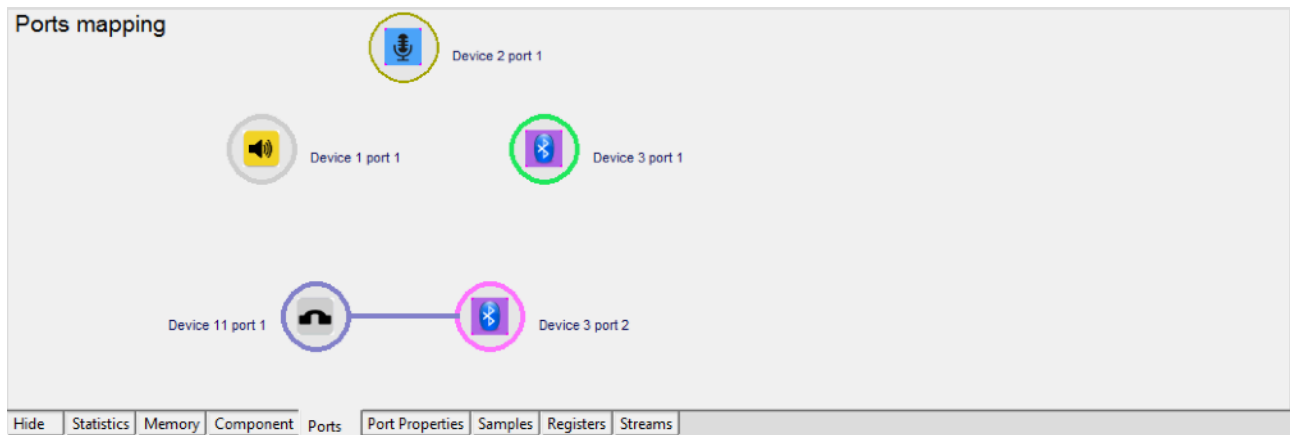 Ports mapping
Device 2 port 1
Device 1 port 1
Device 3 port 1
Device 11 port 1
Device 3 port 2
Hide Statistics Memory Component Ports Port Properties Samples Registers Streams